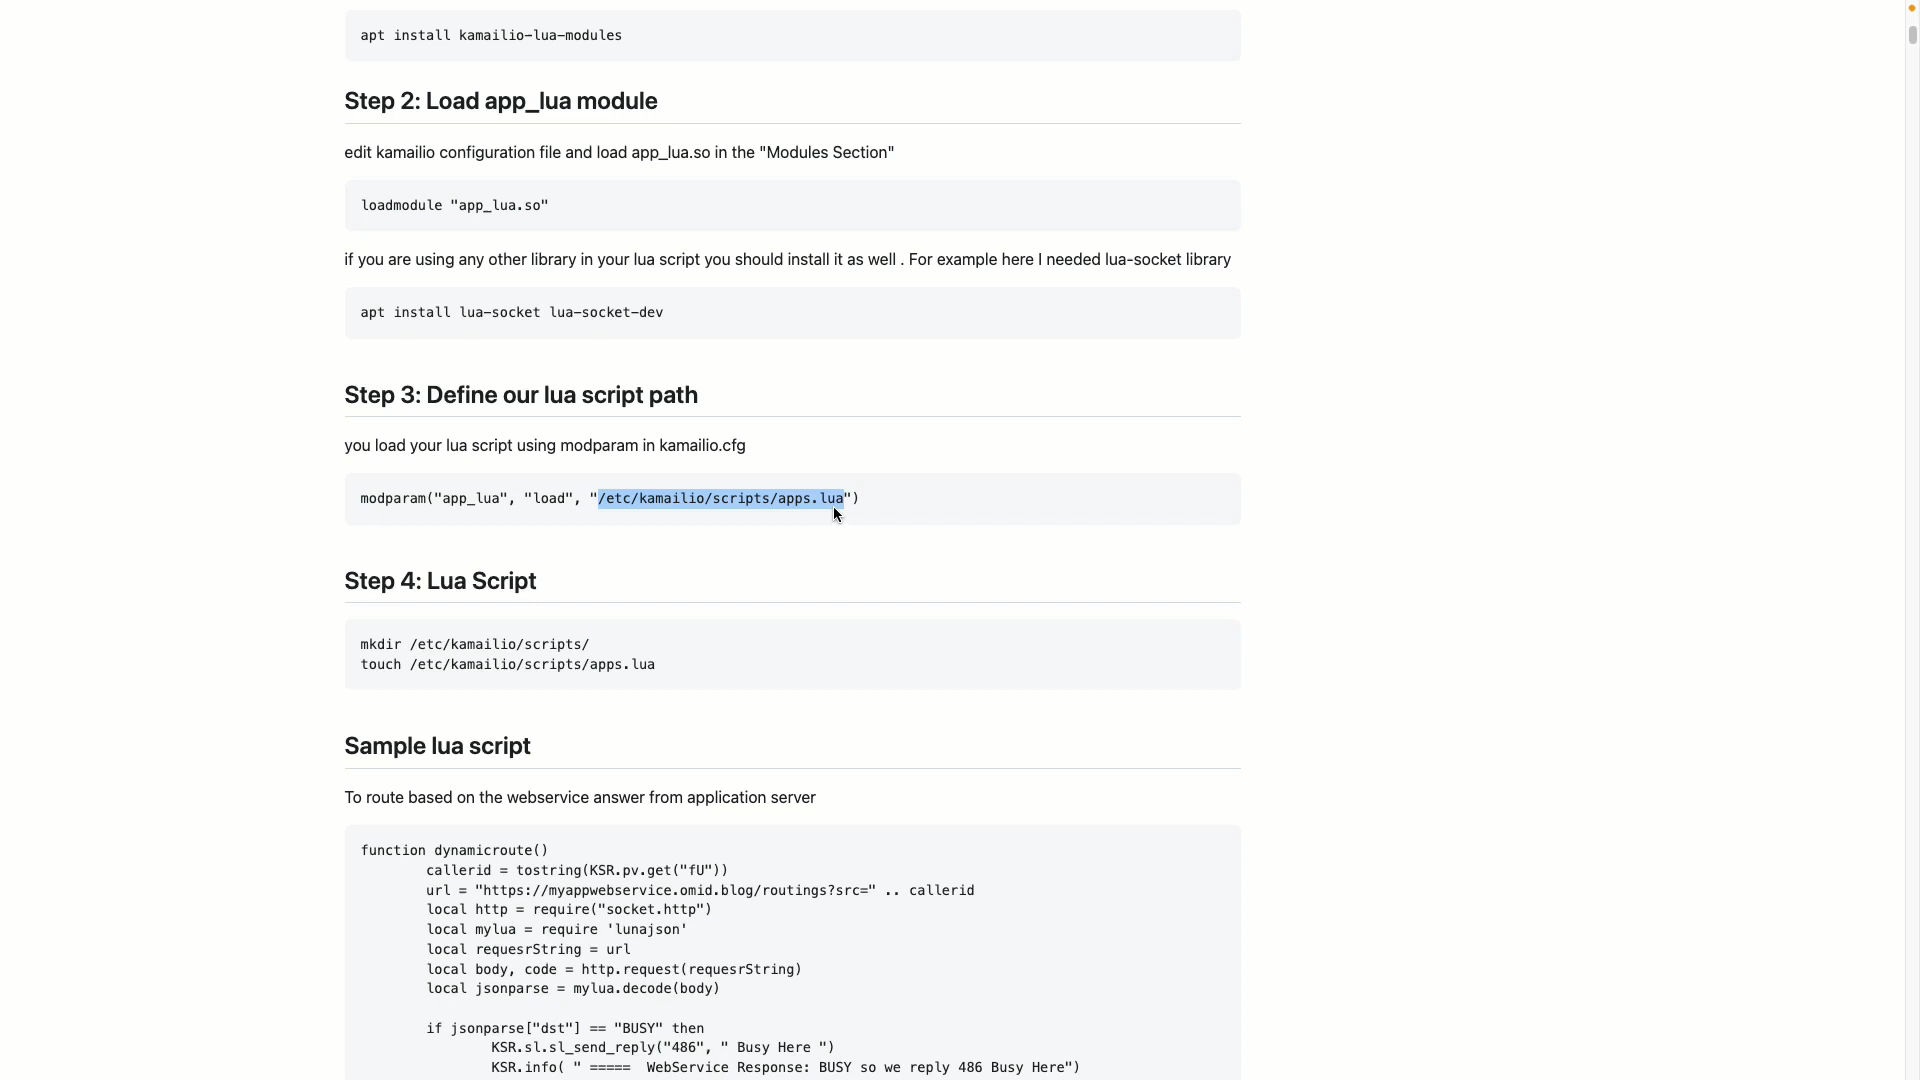 apt install kamailio-lua-modules
Step 2: Load app_lua module
edit kamailio configuration file and load app_lua.so in the "Modules Section"
loadmodule "app_lua.so"
if you are using any other library in your lua script you should install it as well . For example here I needed lua-socket library
apt install lua-socket lua-socket-dev
Step 3: Define our lua script path
you load your lua script using modparam in kamailio.cfg
modparam("app_lua", "load", "/etc/kamailio/scripts/apps.lua")
Step 4: Lua Script
mkdir /etc/kamailio/scripts/
touch /etc/kamailio/scripts/apps.lua
Sample lua script
To route based on the webservice answer from application server
function dynamicroute()
        callerid = tostring(KSR.pv.get("fU"))
        url = "https://myappwebservice.omid.blog/routings?src=" .. callerid
        local http = require("socket.http")
        local mylua = require 'lunajson'
        local requesrString = url
        local body, code = http.request(requesrString)
        local jsonparse = mylua.decode(body)
        if jsonparse["dst"] == "BUSY" then
                KSR.sl.sl_send_reply("486", " Busy Here ")
                KSR.info( " =====  WebService Response: BUSY so we reply 486 Busy Here")